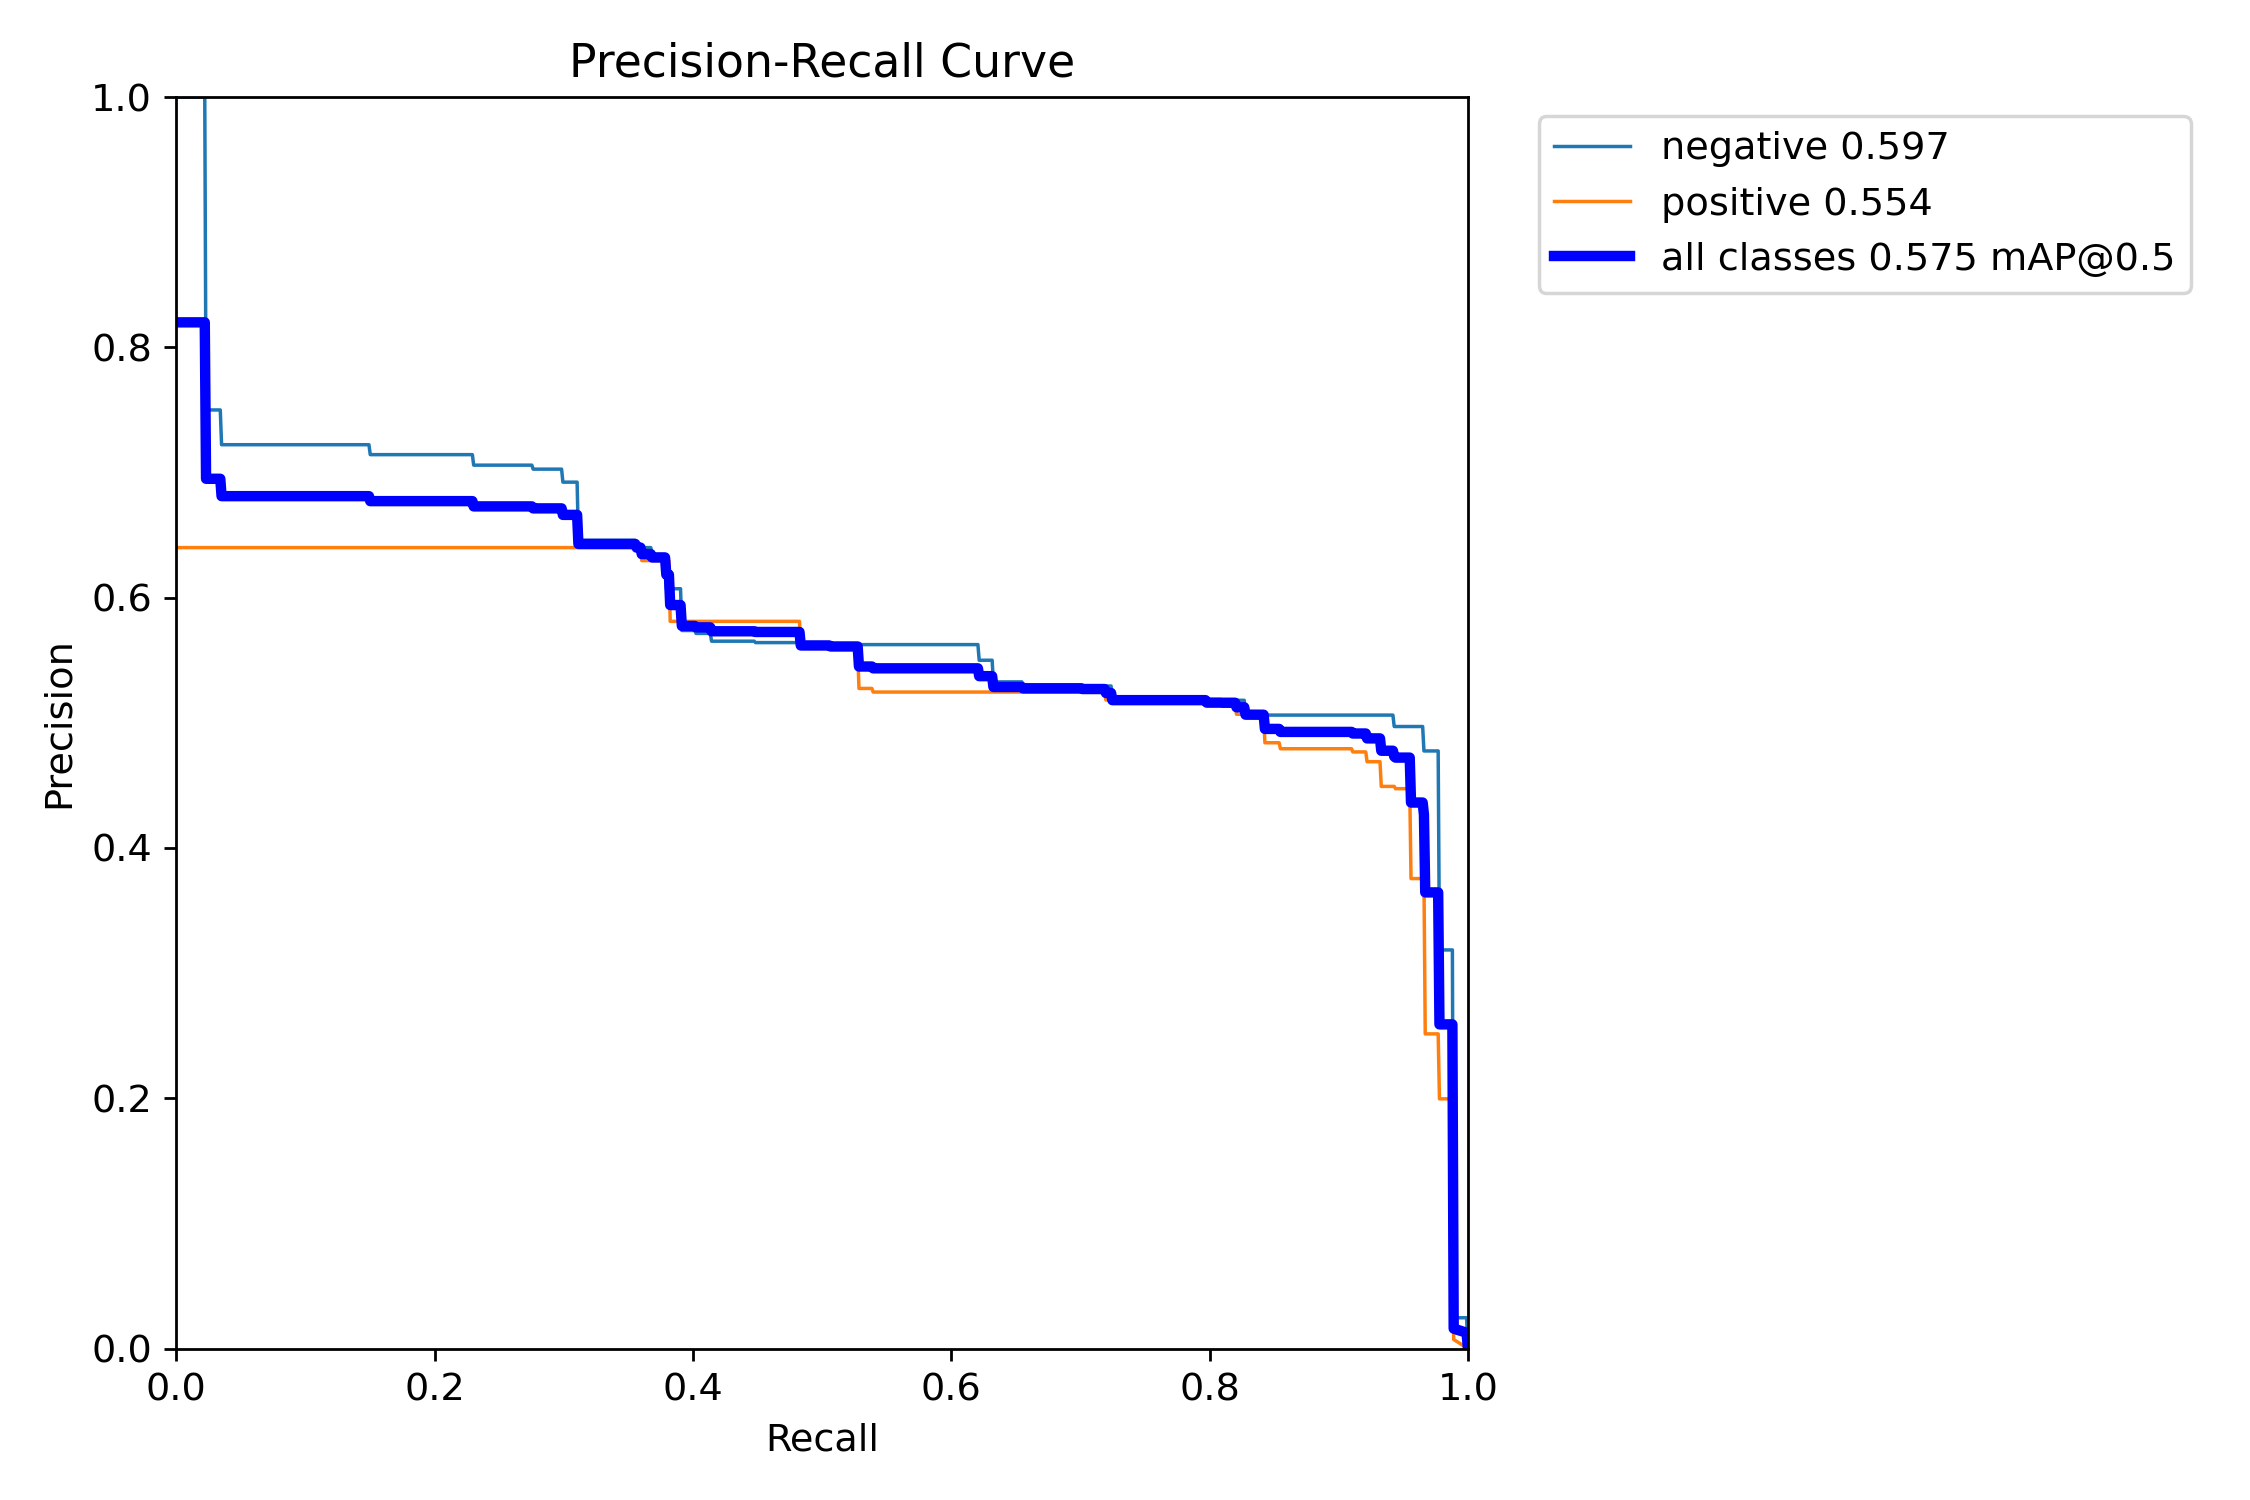 Precision-Recall Curve
1.0
0.8
0.6
0.4
0.2
0.0
Precision
0.0 0.2 0.4 0.6 0.8 1.0
Recall
negative 0.597
positive 0.554
all classes 0.575 mAP@0.5